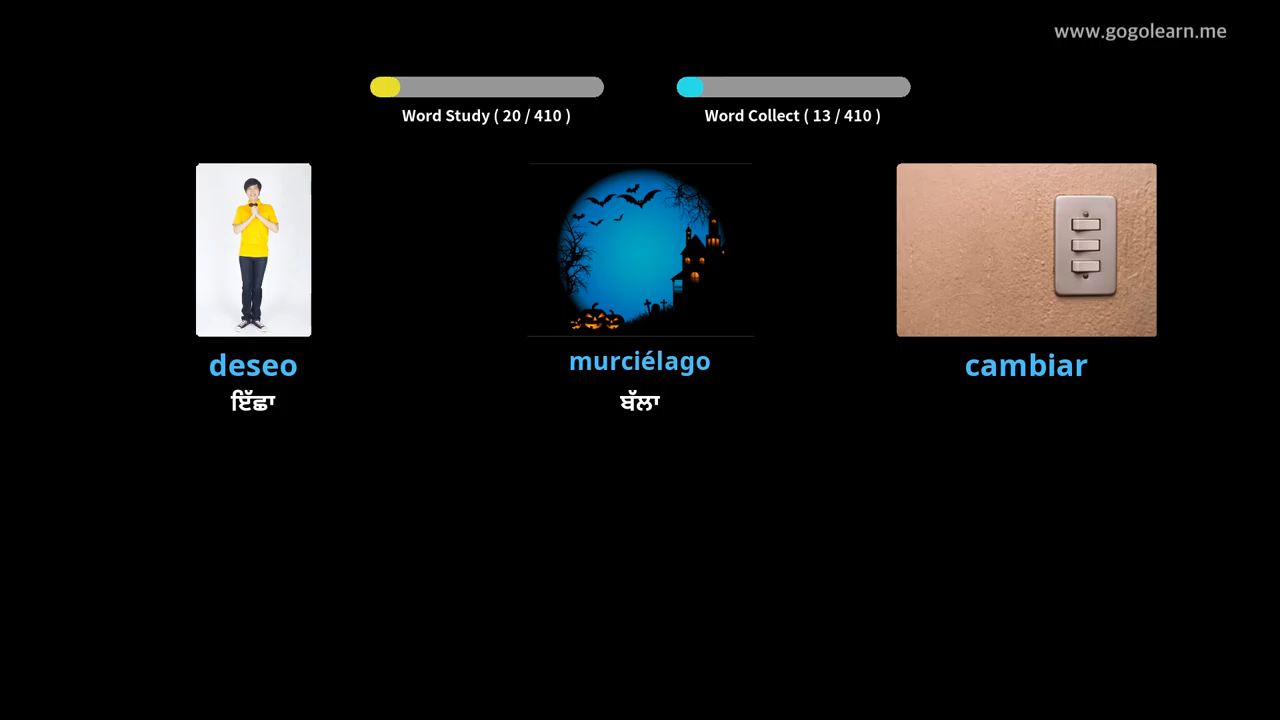 www.gogolearn.me
Word Study ( 20 / 410 )
Word Collect ( 13 / 410 )
deseo
murciélago
cambiar
ਇੱਛਾ
ਬੱਲਾ